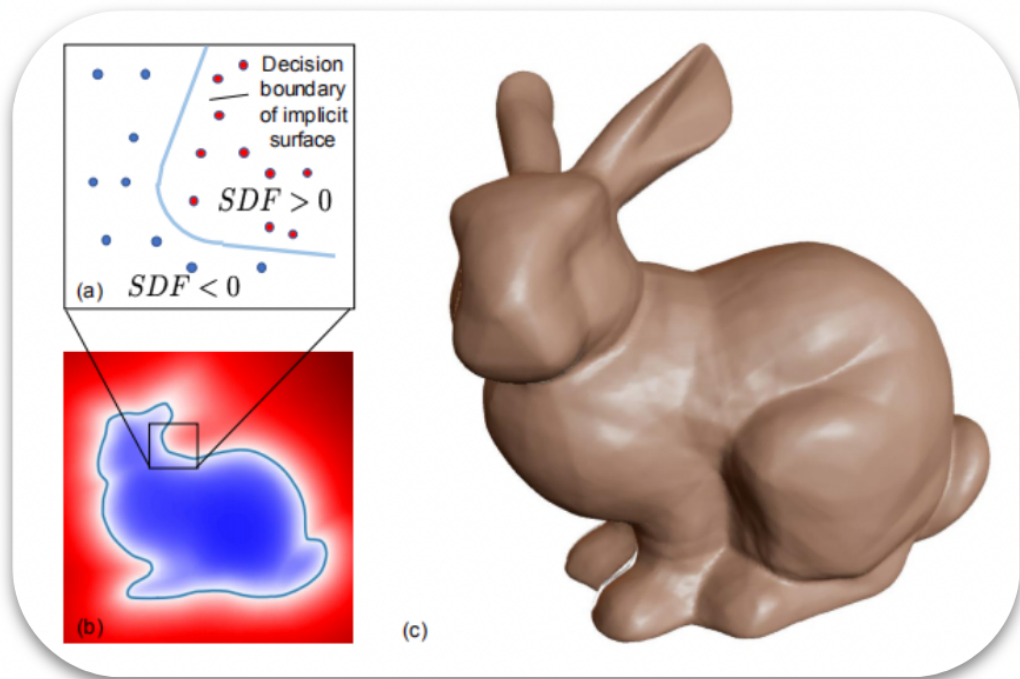 Decision
boundary
of implicit
surface
SDF > 0
SDF < 0
(a)
(b)
(c)